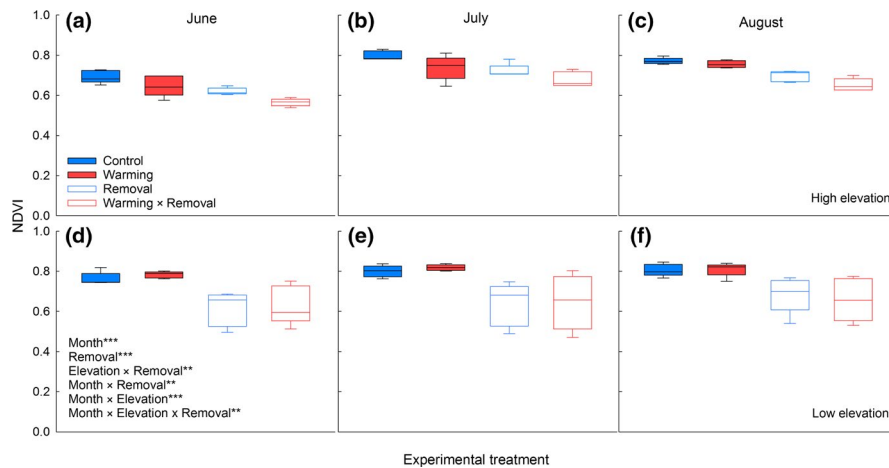 June
July
August
(a)
(b)
(c)
1.0
0.8
0.6
0.4
0.2
0.0
Control
Warming
Removal
Warming × Removal
High elevation
NDVI
(d)
(e)
(f)
1.0
0.8
0.6
0.4
0.2
0.0
Month***
Removal***
Elevation × Removal**
Month × Removal**
Month × Elevation***
Month × Elevation x Removal**
Low elevation
Experimental treatment